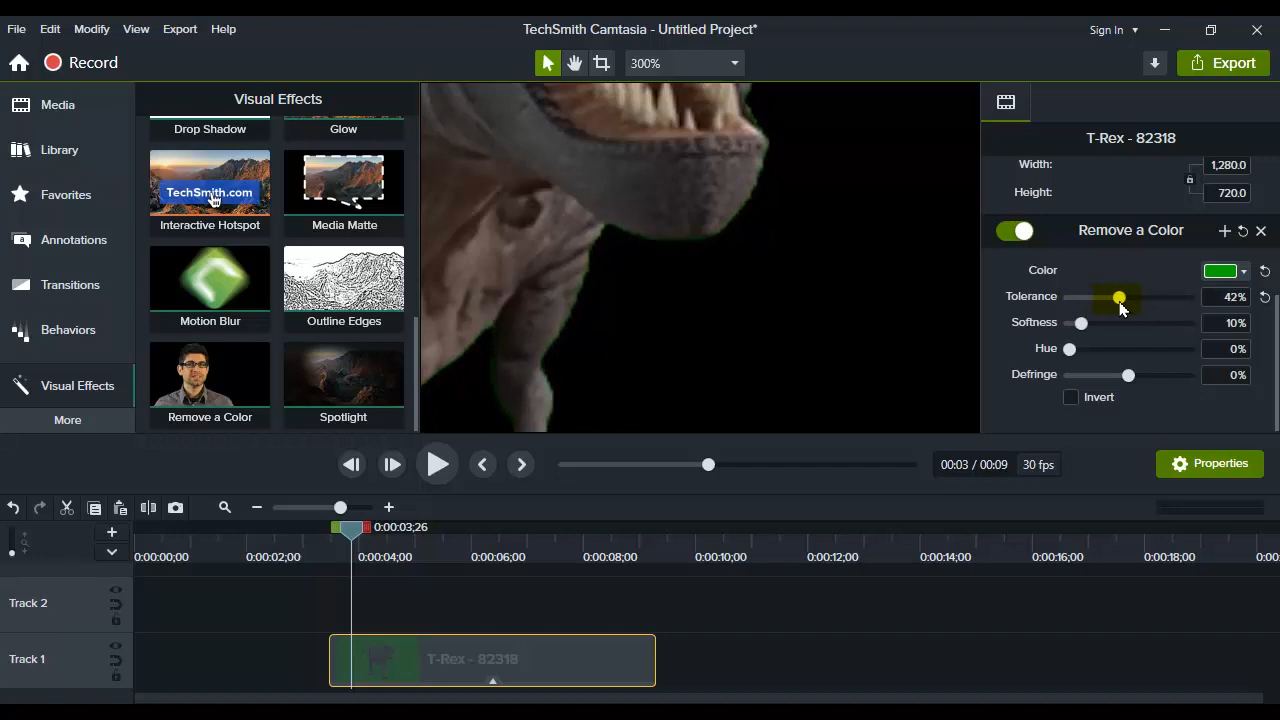 File Edit Modify View Export Help
TechSmith Camtasia - Untitled Project*
Sign In
Record
300%
Export
Media
Library
Favorites
Annotations
Transitions
Behaviors
Visual Effects
More
Visual Effects
Drop Shadow
Glow
TechSmith.com
Interactive Hotspot
Media Matte
Motion Blur
Outline Edges
Remove a Color
Spotlight
T-Rex - 82318
Width: 1,280.0
Height: 720.0
Remove a Color
Color
Tolerance 42%
Softness 10%
Hue 0%
Defringe 0%
Invert
00:03 / 00:09 30 fps
Properties
0:00:03;26
0:00:00;00 0:00:02;00 0:00:04;00 0:00:06;00 0:00:08;00 0:00:10;00 0:00:12;00 0:00:14;00 0:00:16;00 0:00:18;00 0:00
Track 2
Track 1
T-Rex - 82318